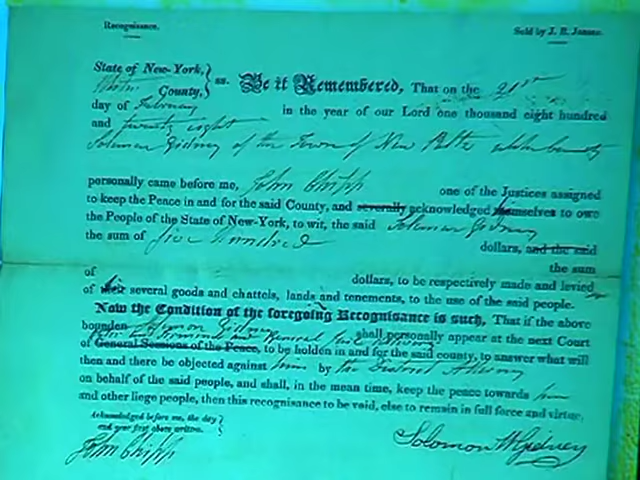 Recognisance.
Sold by J. B. Jansen.
State of New-York,
Ulster County, } ss. Be it Remembered, That on the 21st
day of February in the year of our Lord one thousand eight hundred
and twenty eight
Solomon Gidney of the Town of New Paltz Ulster County
personally came before me, John Chipp one of the Justices assigned
to keep the Peace in and for the said County, and severally acknowledged themselves to owe
the People of the State of New-York, to wit, the said Solomon Gidney
the sum of five Hundred dollars, and the said
the sum
of dollars, to be respectively made and levied
of their several goods and chattels, lands and tenements, to the use of the said people.
Now the Condition of the foregoing Recognisance is such, That if the above
bounden Solomon Gidney shall personally appear at the next Court
of General Sessions of the Peace, to be holden in and for the said county, to answer what will
then and there be objected against him by the District Attorney
on behalf of the said people, and shall, in the mean time, keep the peace towards him
and other liege people, then this recognisance to be void, else to remain in full force and virtue.
Acknowledged before me, the day
and year first above written.
John Chipp
Solomon W Gidney